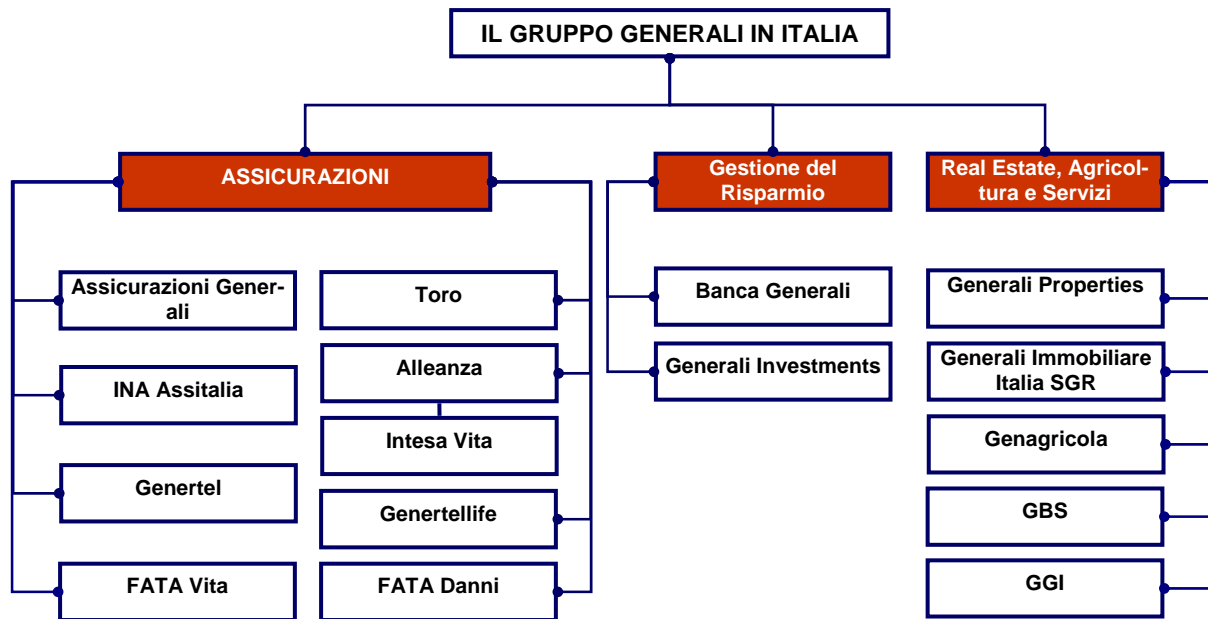 IL GRUPPO GENERALI IN ITALIA
ASSICURAZIONI
Gestione del
Risparmio
Real Estate, Agricol-
tura e Servizi
Assicurazioni Gener-
ali
INA Assitalia
Genertel
FATA Vita
Toro
Alleanza
Intesa Vita
Genertellife
FATA Danni
Banca Generali
Generali Investments
Generali Properties
Generali Immobiliare
Italia SGR
Genagricola
GBS
GGI